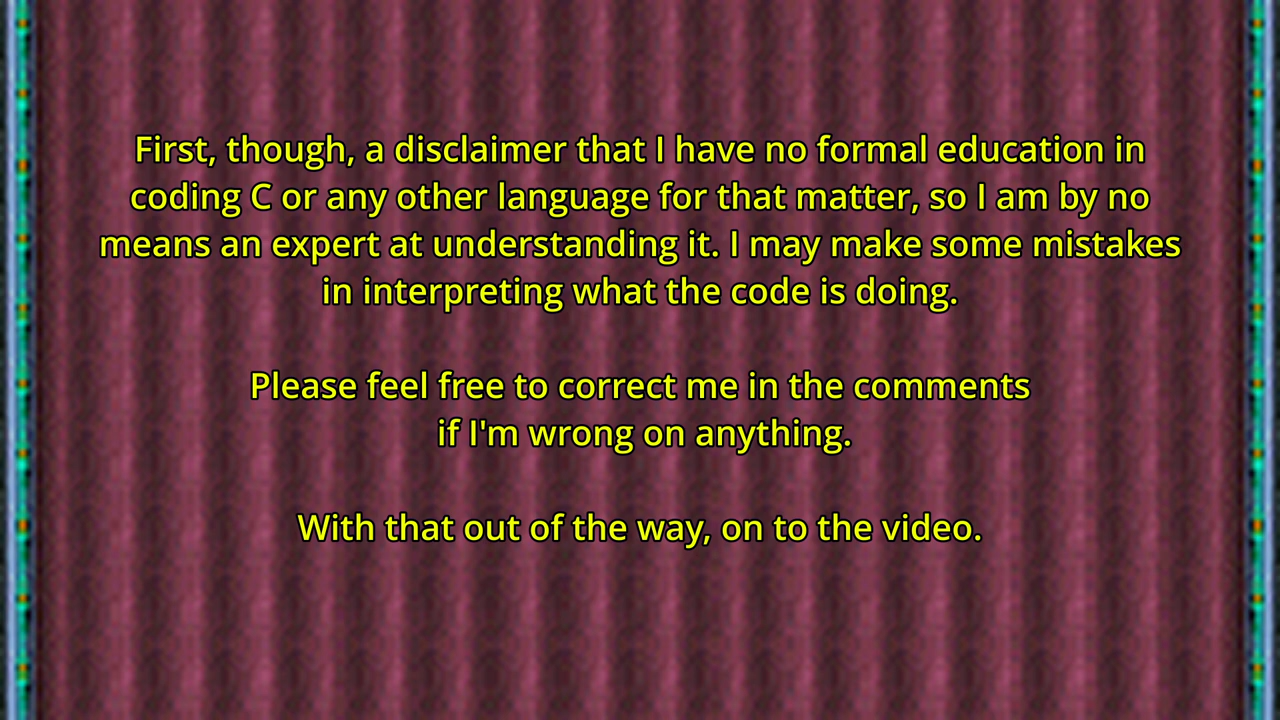 First, though, a disclaimer that I have no formal education in
coding C or any other language for that matter, so I am by no
means an expert at understanding it. I may make some mistakes
in interpreting what the code is doing.
Please feel free to correct me in the comments
if I'm wrong on anything.
With that out of the way, on to the video.